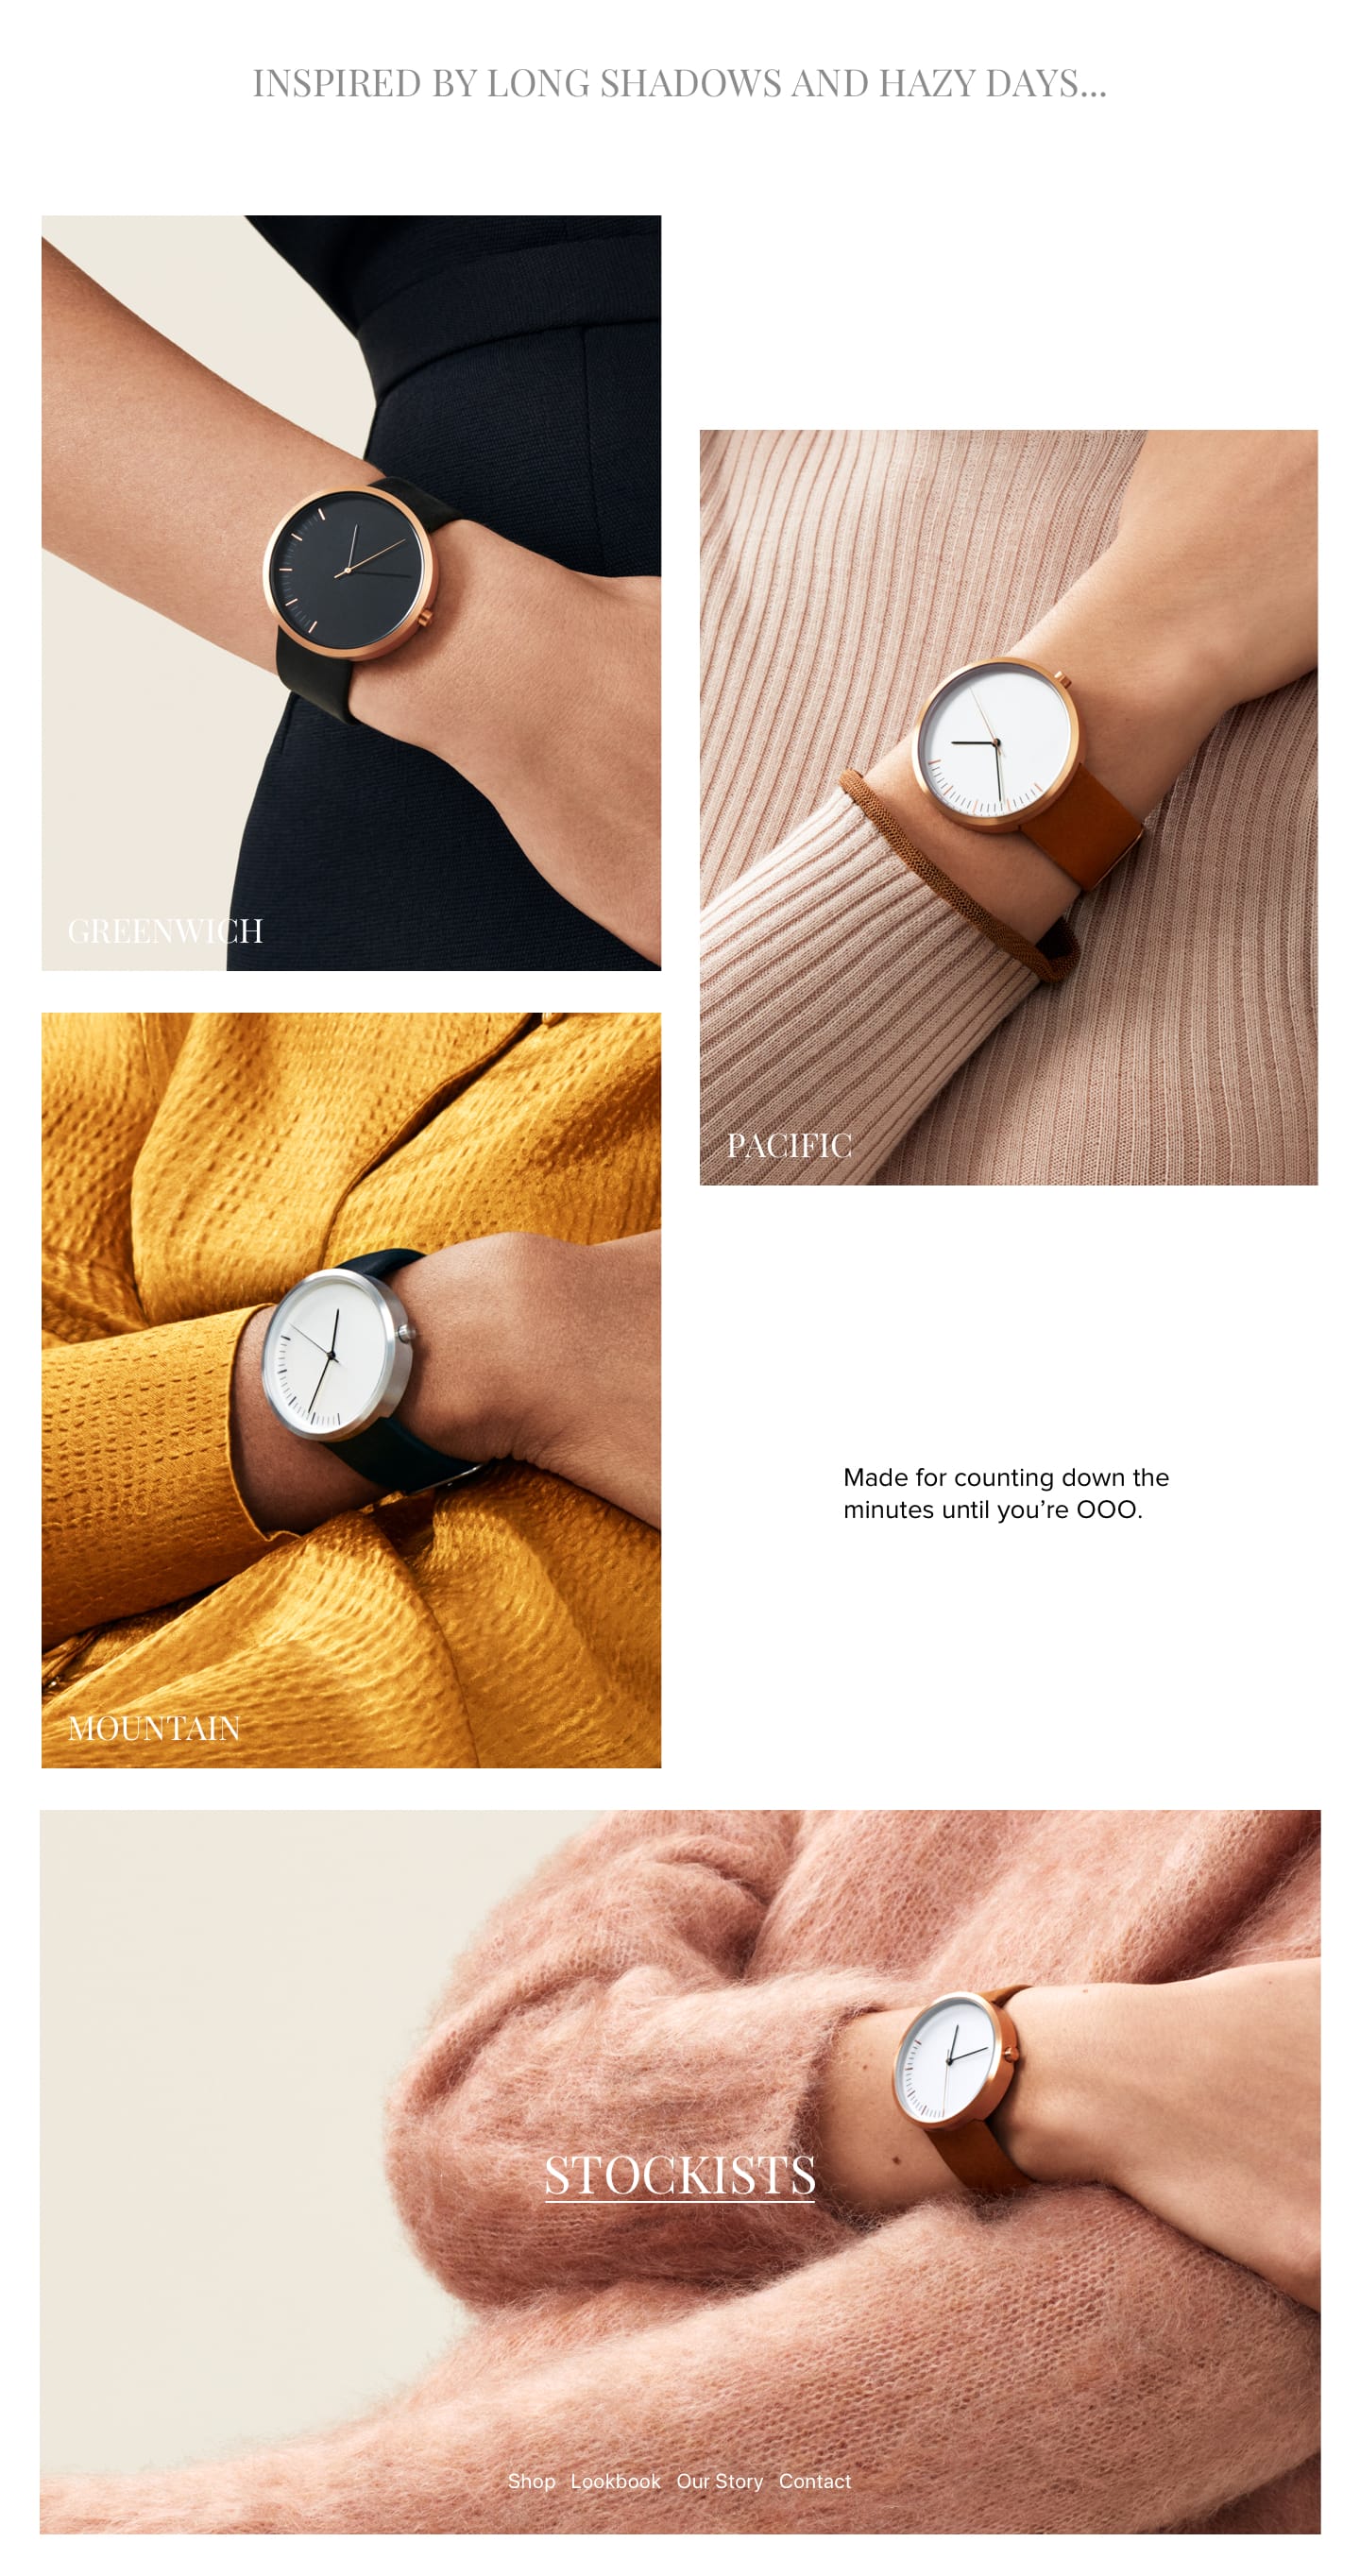 INSPIRED BY LONG SHADOWS AND HAZY DAYS...
GREENWICH
PACIFIC
MOUNTAIN
Made for counting down the
minutes until you’re OOO.
STOCKISTS
Shop Lookbook Our Story Contact